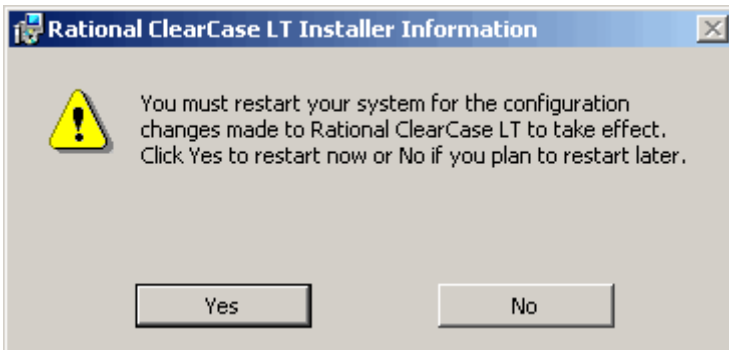 Rational ClearCase LT Installer Information
You must restart your system for the configuration
changes made to Rational ClearCase LT to take effect.
Click Yes to restart now or No if you plan to restart later.
Yes
No